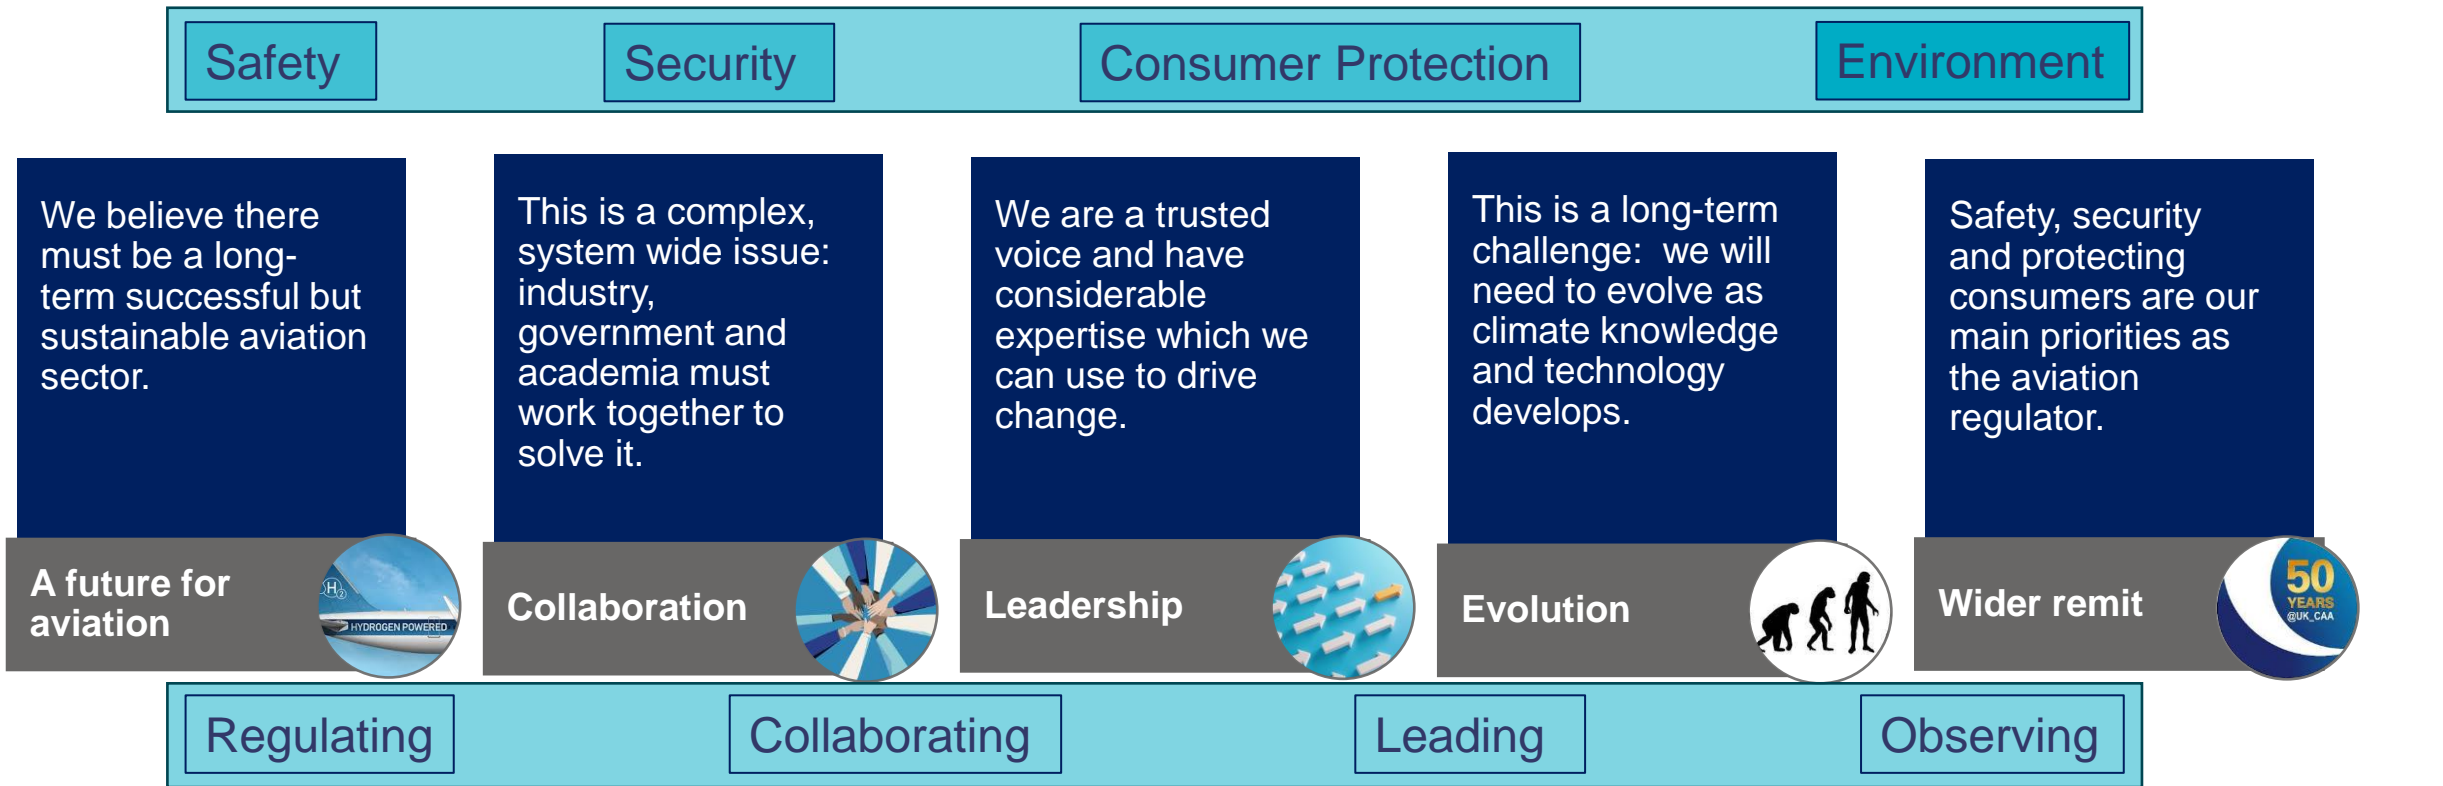 Safety
Security
Consumer Protection
Environment
We believe there
must be a long-
term successful but
sustainable aviation
sector.
A future for
aviation
H2
HYDROGEN POWERED
This is a complex,
system wide issue:
industry,
government and
academia must
work together to
solve it.
Collaboration
We are a trusted
voice and have
considerable
expertise which we
can use to drive
change.
Leadership
This is a long-term
challenge:  we will
need to evolve as
climate knowledge
and technology
develops.
Evolution
Safety, security
and protecting
consumers are our
main priorities as
the aviation
regulator.
Wider remit
50
YEARS
@UK_CAA
Regulating
Collaborating
Leading
Observing